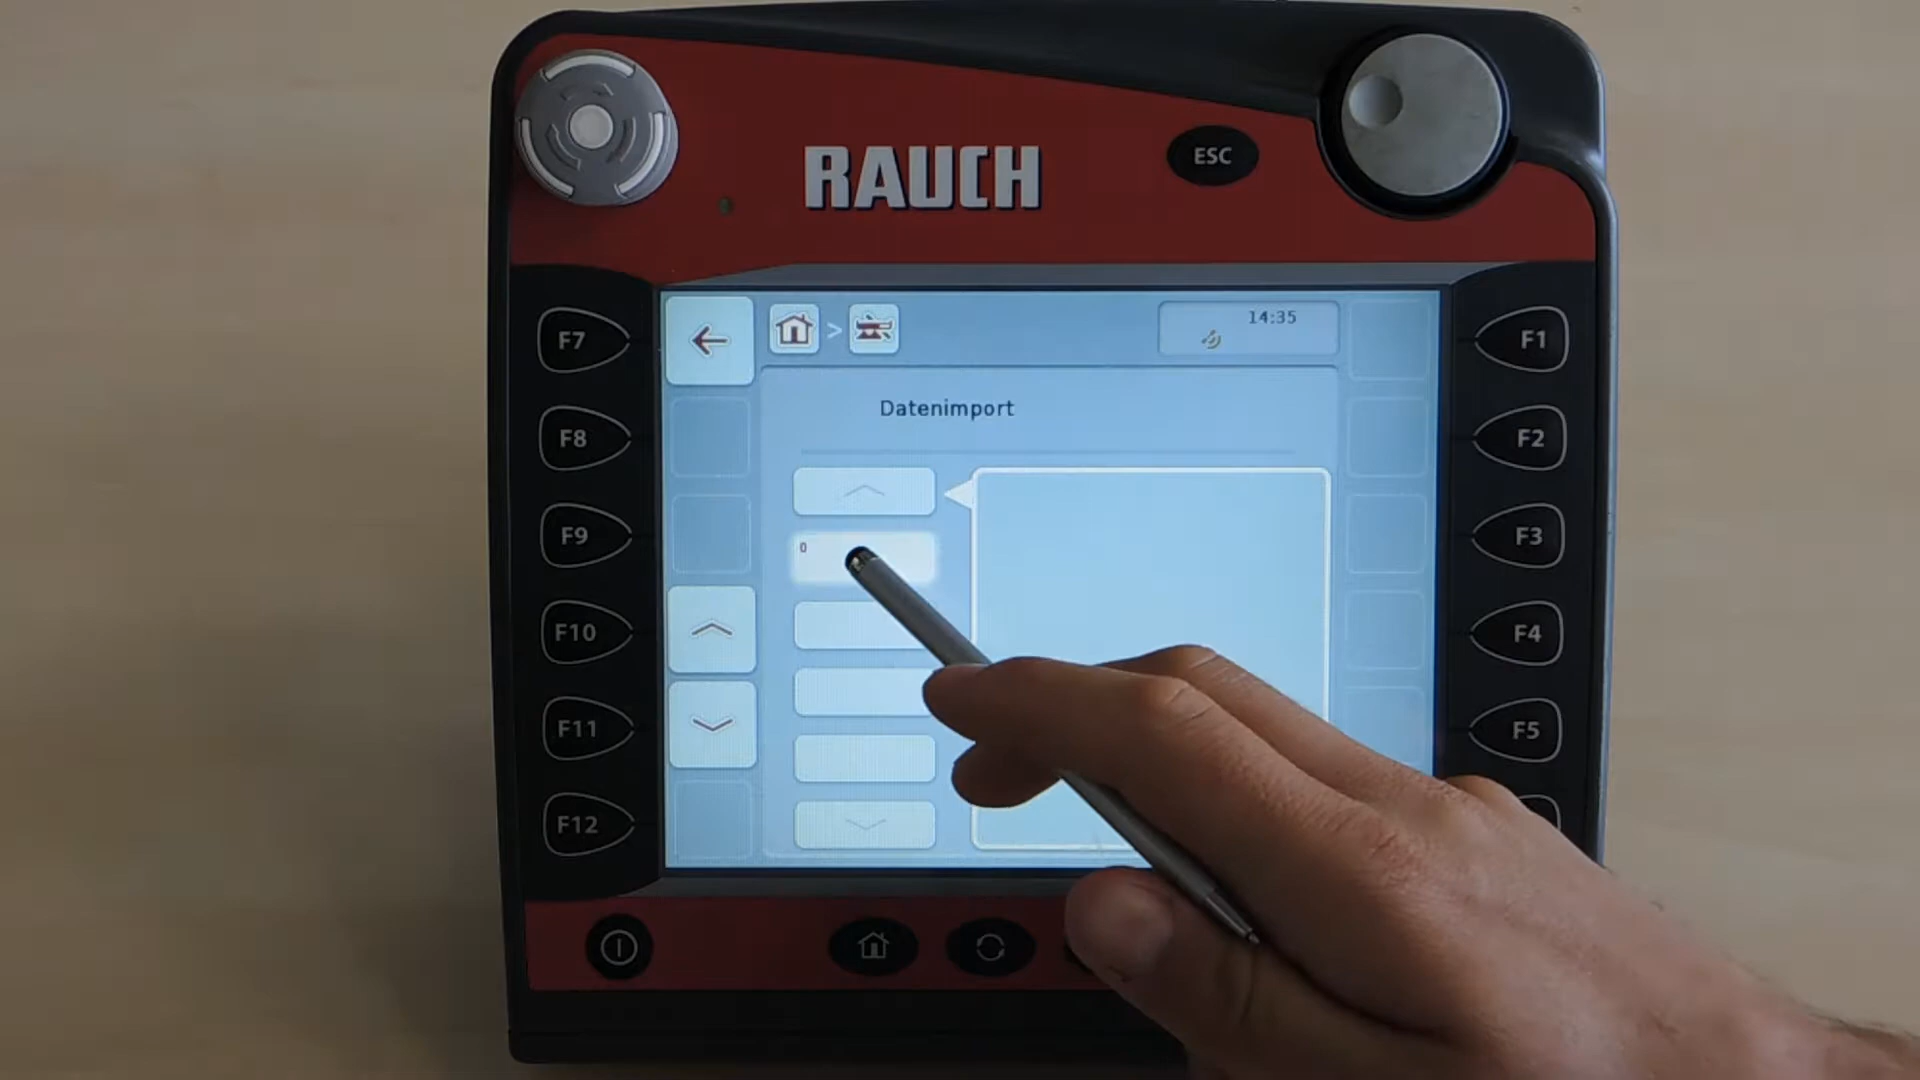 RAUCH
ESC
F7
F8
F9
F10
F11
F12
>
14:35
Datenimport
0
F1
F2
F3
F4
F5